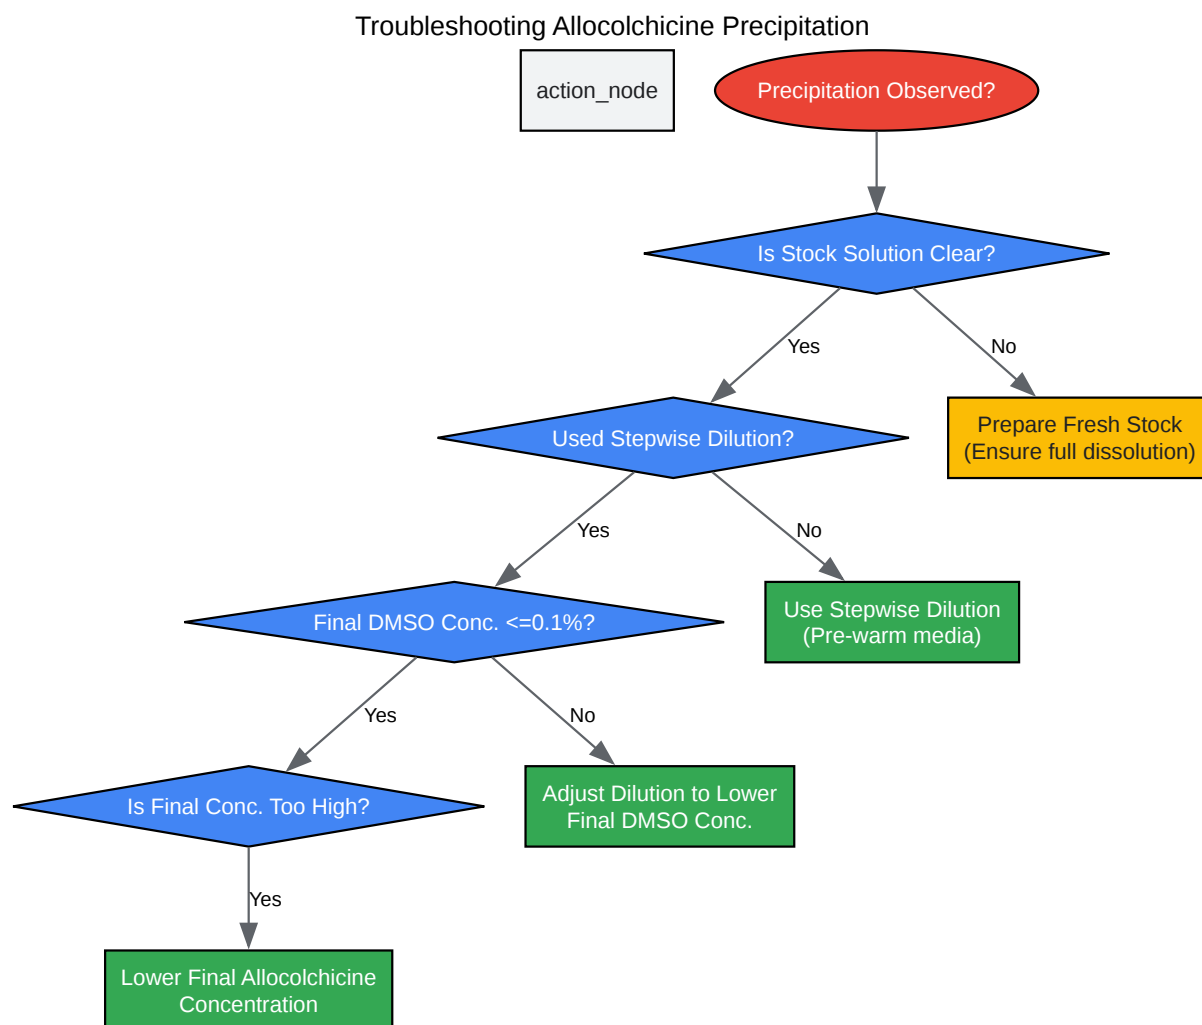 Troubleshooting Allocolchicine Precipitation
action_node
Precipitation Observed?
Is Stock Solution Clear?
Yes
No
Used Stepwise Dilution?
Prepare Fresh Stock
(Ensure full dissolution)
Yes
No
Final DMSO Conc. <=0.1%?
Use Stepwise Dilution
(Pre-warm media)
Yes
No
Is Final Conc. Too High?
Adjust Dilution to Lower
Final DMSO Conc.
Yes
Lower Final Allocolchicine
Concentration